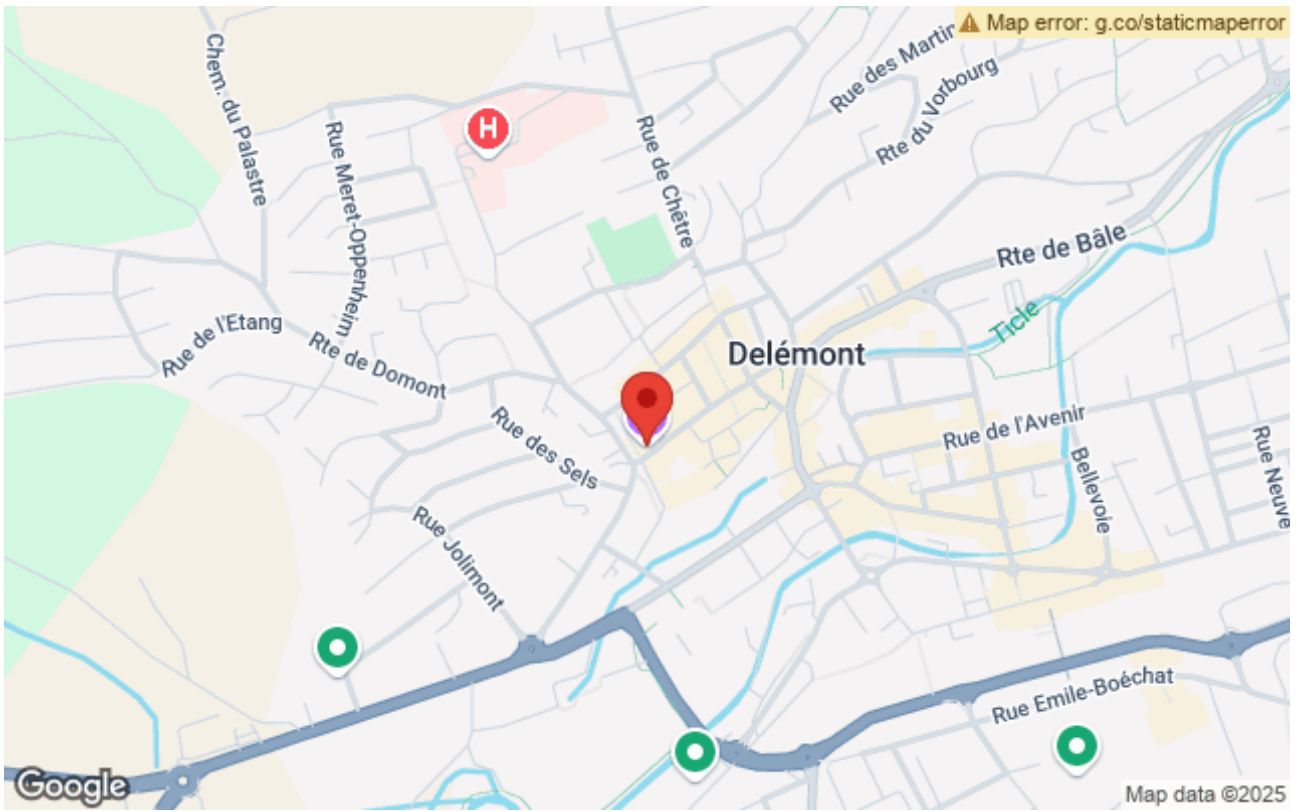 Map error: g.co/staticmaperror
Chem. du Palastre
Rue Meret-Oppenheim
H
Rue de Chêtre
Rue des Martin
Rte du Vorbourg
Rte de Bâle
Ticle
Rue de l'Etang
Rte de Domont
Delémont
Rue des Sels
Rue de l'Avenir
Bellevoie
Rue Neuve
Rue Jolimont
Rue Emile-Boéchat
Google
Map data ©2025